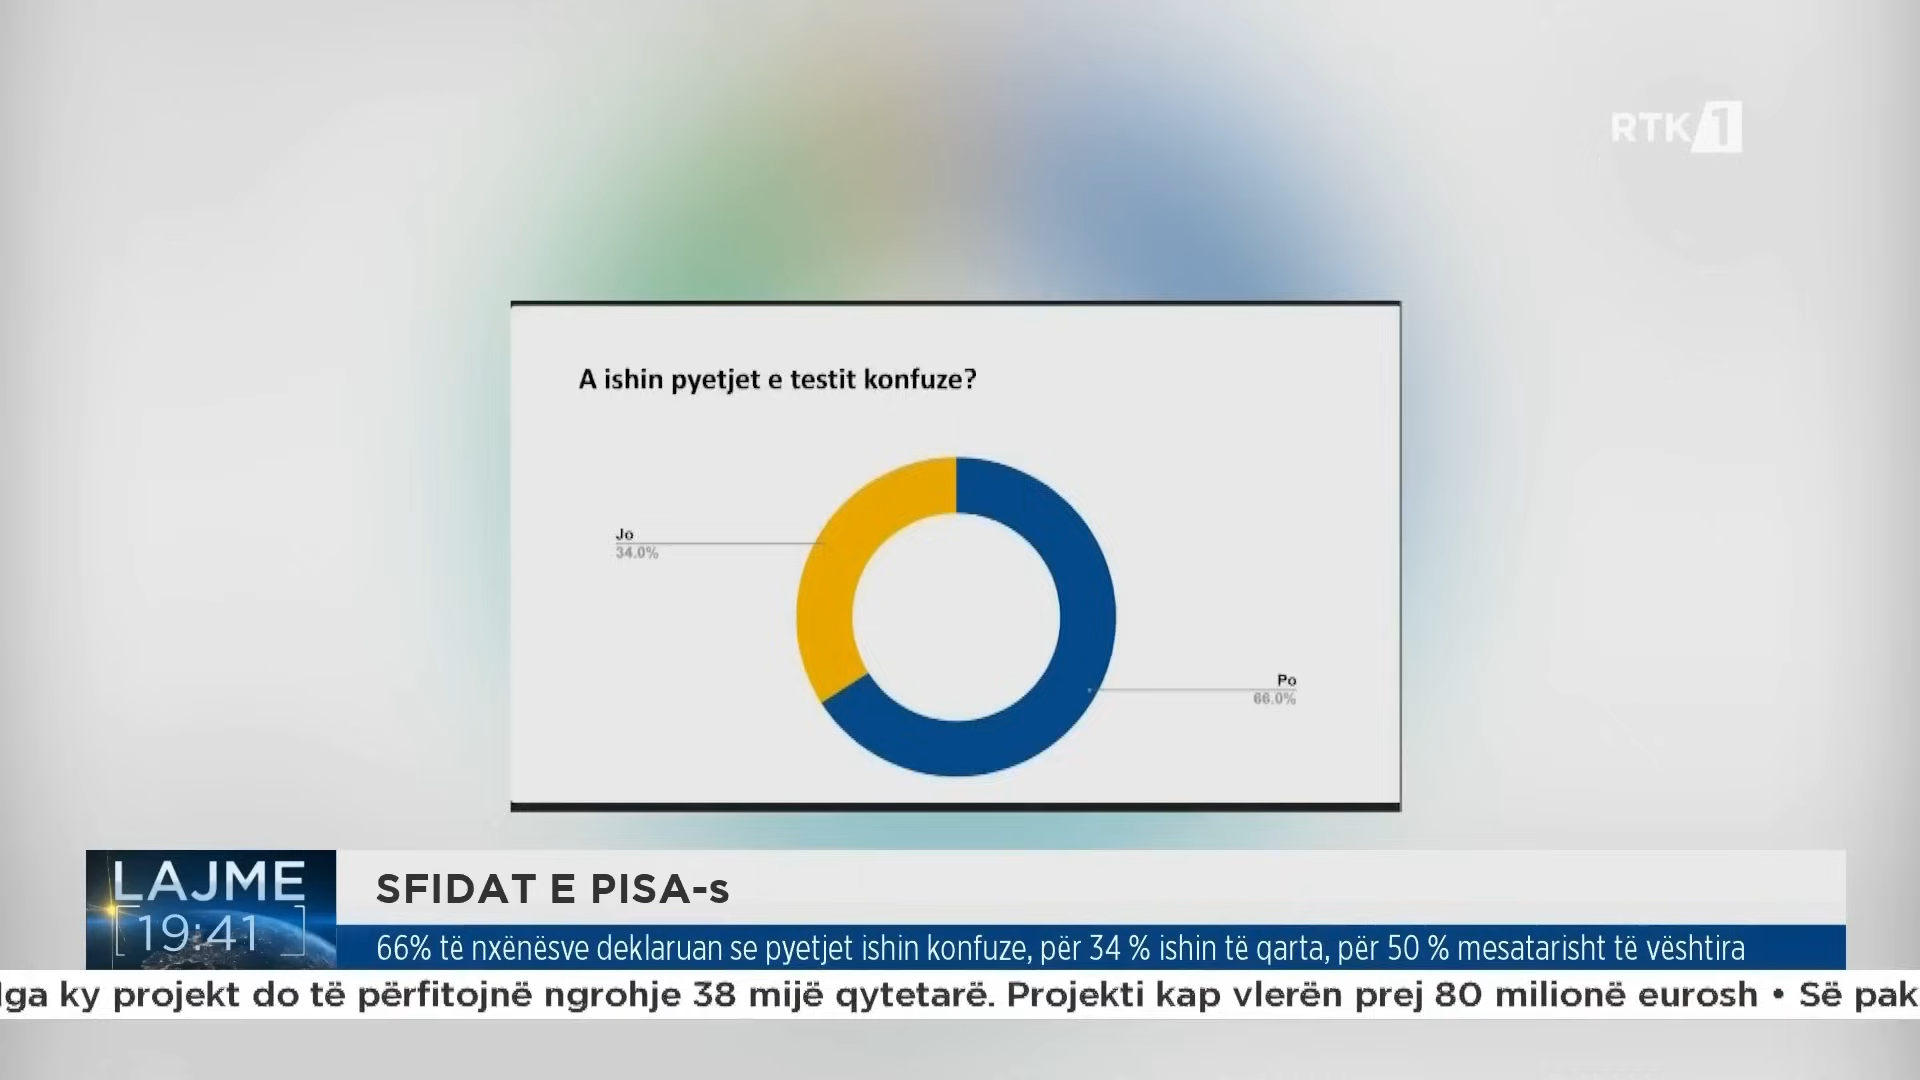 RTK 1
A ishin pyetjet e testit konfuze?
Jo
34.0%
Po
66.0%
LAJME
19:41
SFIDAT E PISA-s
66% të nxënësve deklaruan se pyetjet ishin konfuze, për 34 % ishin të qarta, për 50 % mesatarisht të vështira
ga ky projekt do të përfitojnë ngrohje 38 mijë qytetarë. Projekti kap vlerën prej 80 milionë eurosh • Së pak